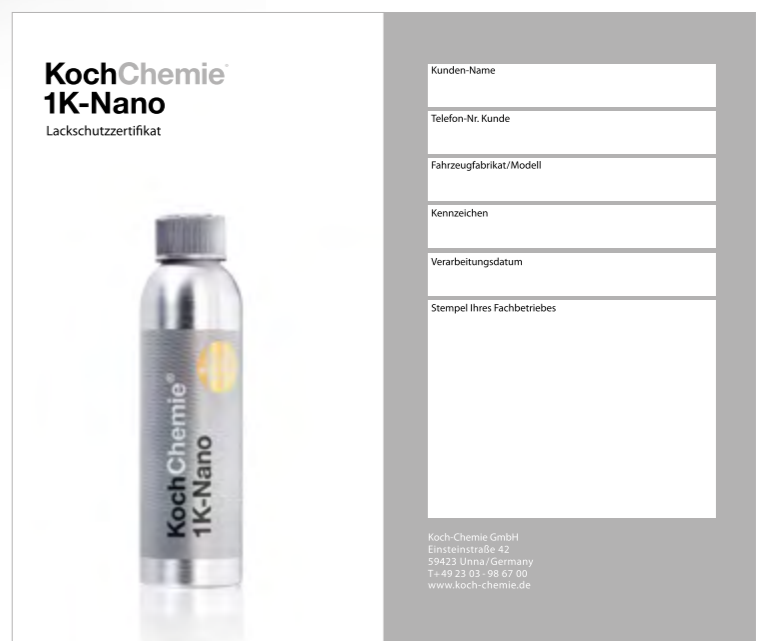 KochChemie
1K-Nano
Lackschutzzertifikat
KochChemie®
1K-Nano
Kunden-Name
Telefon-Nr. Kunde
Fahrzeugfabrikat/Modell
Kennzeichen
Verarbeitungsdatum
Stempel Ihres Fachbetriebes
Koch-Chemie GmbH
Einsteinstraße 42
59423 Unna/Germany
T+49 23 03 - 98 67 00
www.koch-chemie.de